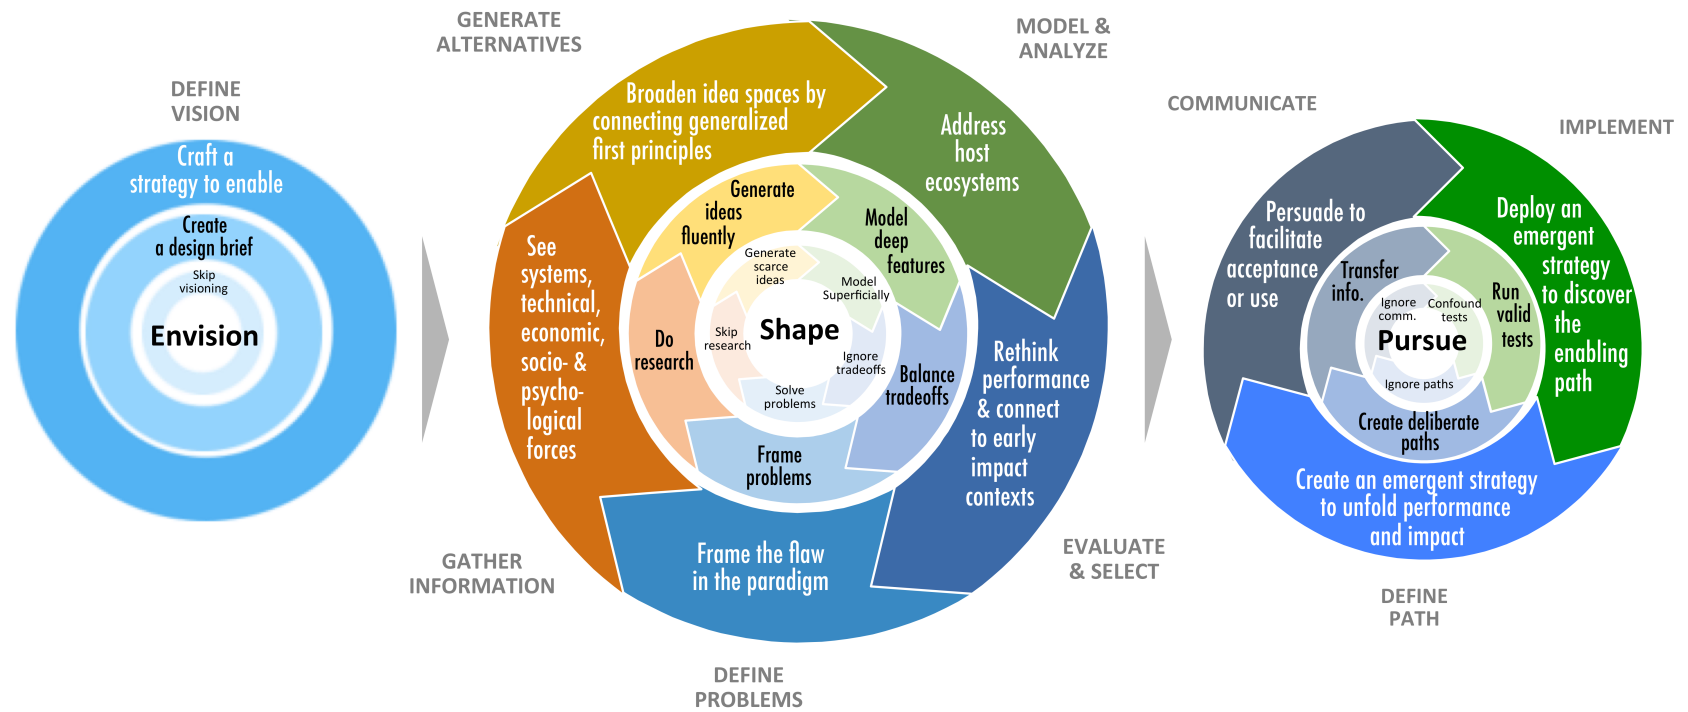 DEFINE
VISION
Craft a
strategy to enable
Create
a design brief
Skip
visioning
Envision
GENERATE
ALTERNATIVES
MODEL &
ANALYZE
Broaden idea spaces by
connecting generalized
first principles
Address
host
ecosystems
See
systems,
technical,
economic,
socio- &
psycho-
logical
forces
Generate
ideas
fluently
Model
deep
features
Generate
scarce
ideas
Model
Superficially
Do
research
Skip
research
Shape
Ignore
tradeoffs
Balance
tradeoffs
Solve
problems
Frame
problems
Rethink
performance
& connect
to early
impact
contexts
Frame the flaw
in the paradigm
GATHER
INFORMATION
EVALUATE
& SELECT
DEFINE
PROBLEMS
COMMUNICATE
IMPLEMENT
Persuade to
facilitate
acceptance
or use
Deploy an
emergent
strategy
to discover
the
enabling
path
Transfer
info.
Run
valid
tests
Ignore
comm.
Confound
tests
Pursue
Ignore paths
Create deliberate
paths
Create an emergent strategy
to unfold performance
and impact
DEFINE
PATH